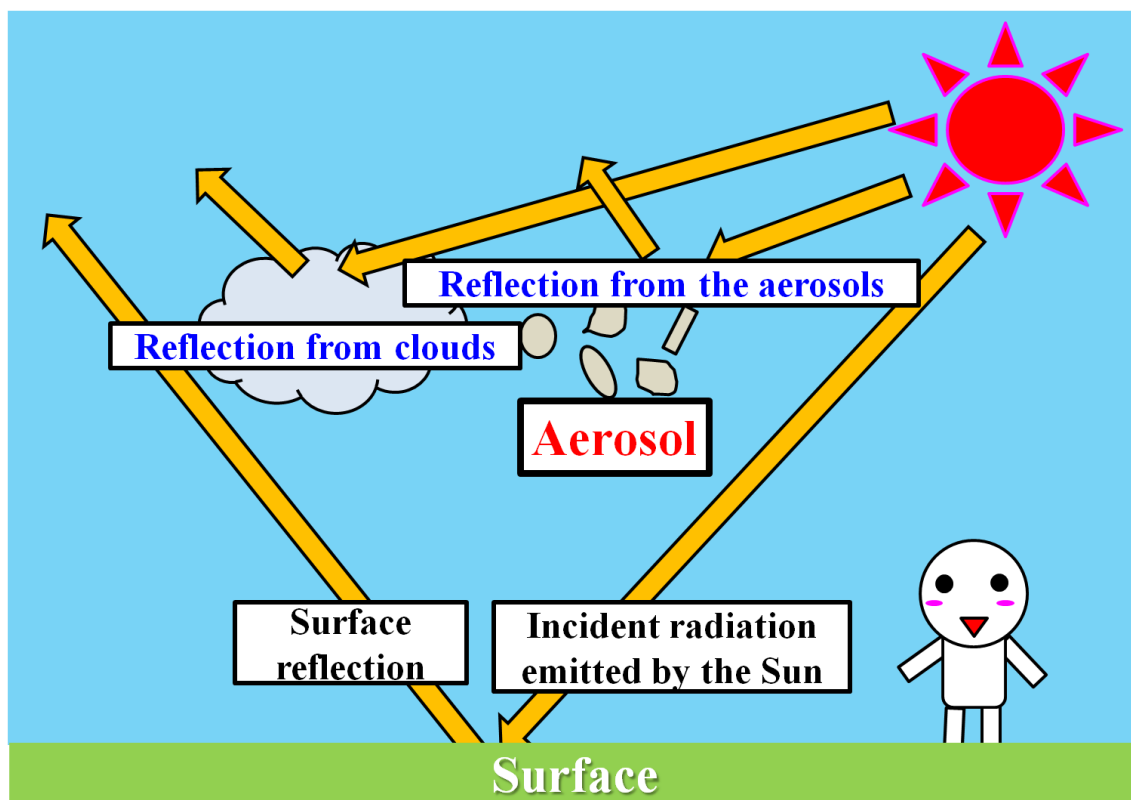 Reflection from the aerosols
Reflection from clouds
Aerosol
Surface
reflection
Incident radiation
emitted by the Sun
Surface